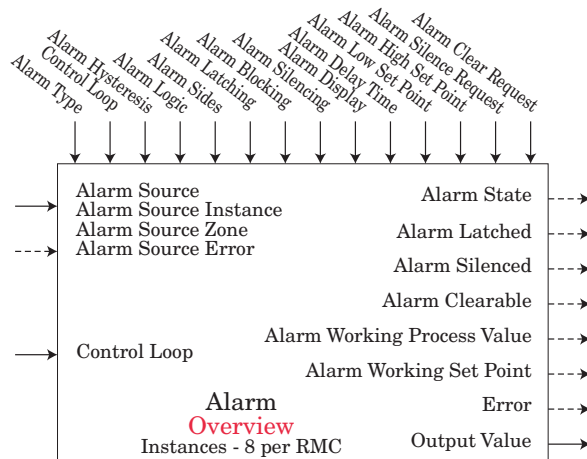 Alarm Type
Control Loop
Alarm Hysteresis
Alarm Logic
Alarm Sides
Alarm Latching
Alarm Blocking
Alarm Silencing
Alarm Display
Alarm Delay Time
Alarm Low Set Point
Alarm High Set Point
Alarm Silence Request
Alarm Clear Request
Alarm Source
Alarm Source Instance
Alarm Source Zone
Alarm Source Error
Control Loop
Alarm State
Alarm Latched
Alarm Silenced
Alarm Clearable
Alarm Working Process Value
Alarm Working Set Point
Error
Output Value
Alarm
Overview
Instances - 8 per RMC